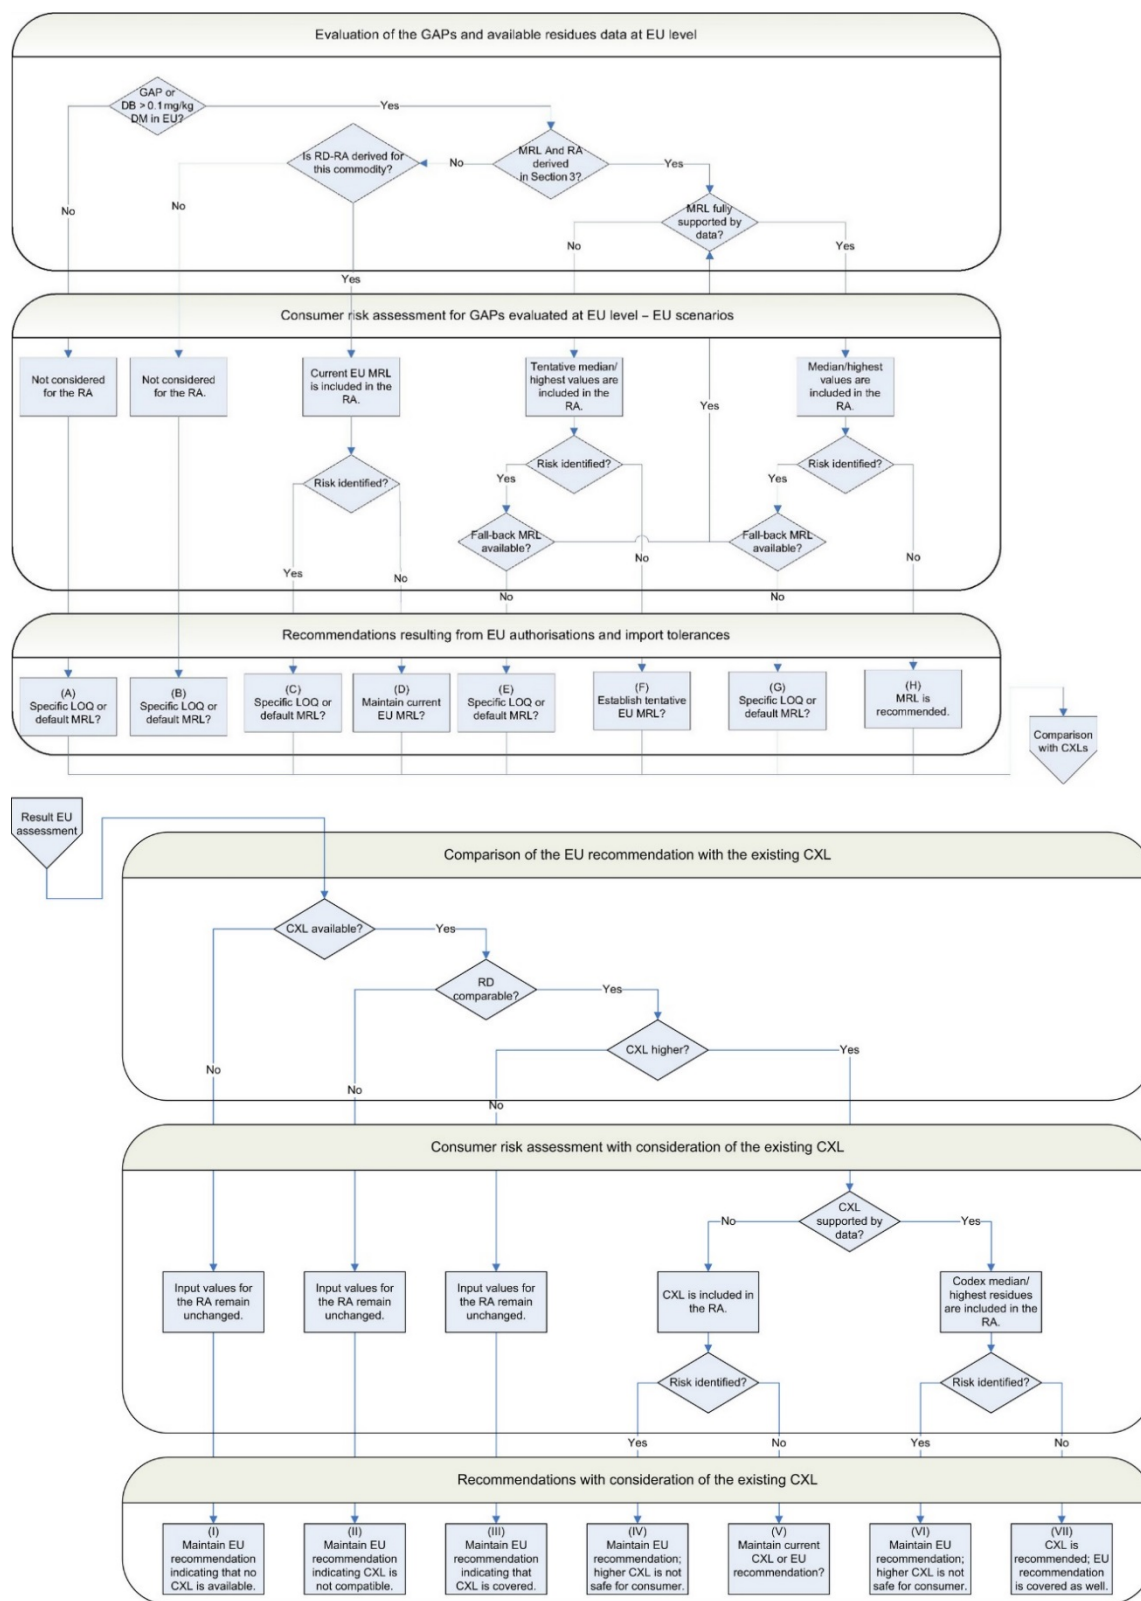 Evaluation of the GAPs and available residues data at EU level
GAP or
DB > 0.1 mg/kg
DM in EU?
Yes
Is RD-RA derived for
this commodity?
No
MRL And RA
derived
in Section 3?
Yes
No
No
MRL fully
supported by
data?
No
Yes
Yes
Consumer risk assessment for GAPs evaluated at EU level – EU scenarios
Not considered
for the RA
Not considered
for the RA.
Current EU MRL
is included in the
RA.
Tentative median/
highest values are
included in the
RA.
Yes
Median/highest
values are
included in the
RA.
Risk identified?
Risk identified?
Risk identified?
Yes
Yes
Fall-back MRL
available?
Fall-back MRL
available?
Yes
No
No
No
No
No
Recommendations resulting from EU authorisations and import tolerances
(A)
Specific LOQ or
default MRL?
(B)
Specific LOQ or
default MRL?
(C)
Specific LOQ or
default MRL?
(D)
Maintain current
EU MRL?
(E)
Specific LOQ or
default MRL?
(F)
Establish tentative
EU MRL?
(G)
Specific LOQ or
default MRL?
(H)
MRL is
recommended.
Comparison
with CXLs
Result EU
assessment
Comparison of the EU recommendation with the existing CXL
CXL available?
Yes
RD
comparable?
Yes
CXL higher?
Yes
No
No
No
Consumer risk assessment with consideration of the existing CXL
No
CXL
supported by
data?
Yes
Input values for
the RA remain
unchanged.
Input values for
the RA remain
unchanged.
Input values for
the RA remain
unchanged.
CXL is included in
the RA.
Codex median/
highest residues
are included in the
RA.
Risk identified?
Risk identified?
Yes
No
Yes
No
Recommendations with consideration of the existing CXL
(I)
Maintain EU
recommendation
indicating that no
CXL is available.
(II)
Maintain EU
recommendation
indicating CXL is
not compatible.
(III)
Maintain EU
recommendation
indicating that
CXL is covered.
(IV)
Maintain EU
recommendation;
higher CXL is not
safe for consumer.
(V)
Maintain current
CXL or EU
recommendation?
(VI)
Maintain EU
recommendation;
higher CXL is not
safe for consumer.
(VII)
CXL is
recommended; EU
recommendation
is covered as well.